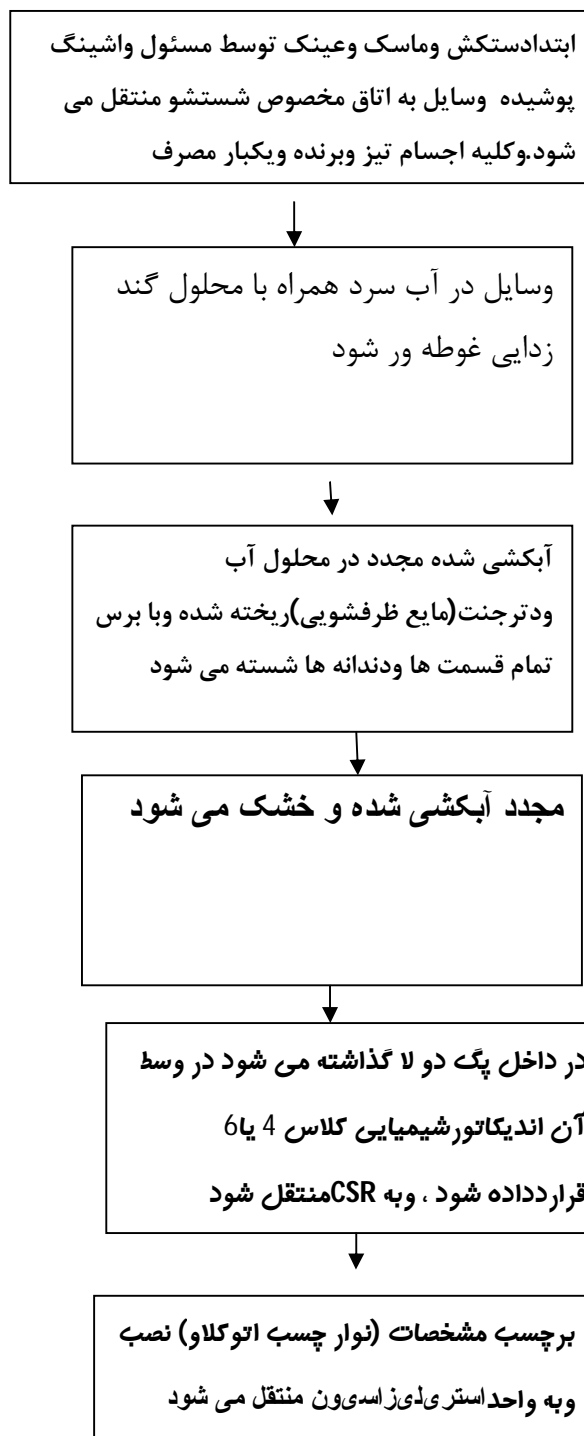 ابتدادستکش وماسک وعینک توسط مسئول واشینگ
پوشیده وسایل به اتاق مخصوص شستشو منتقل می
شود.وکلیه اجسام تیز وبرنده ویکبار مصرف
وسایل در آب سرد همراه با محلول گند
زدایی غوطه ور شود
آبکشی شده مجدد در محلول آب
ودترجنت(مایع ظرفشویی)ریخته شده وبا برس
تمام قسمت ها ودندانه ها شسته می شود
مجدد آبکشی شده و خشک می شود
در داخل پگ دو لا گذاشته می شود در وسط
آن اندیکاتورشیمیایی کلاس 4 یا6
قراردداده شود ، وبه CSRمنتقل شود
برچسب مشخصات (نوار چسب اتوکلاو) نصب
وبه واحداستریلیزاسیون منتقل می شود